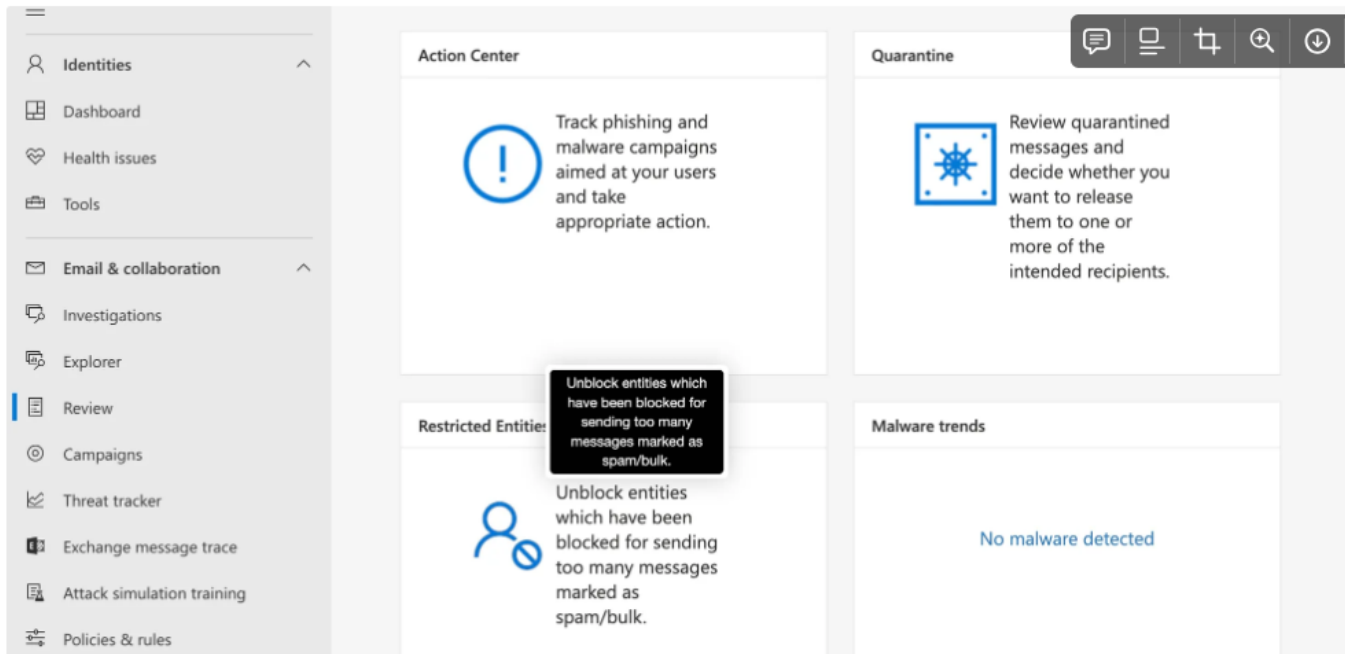 Identities
Dashboard
Health issues
Tools
Email & collaboration
Investigations
Explorer
Review
Campaigns
Threat tracker
Exchange message trace
Attack simulation training
Policies & rules
Action Center
Track phishing and
malware campaigns
aimed at your users
and take
appropriate action.
Quarantine
Review quarantined
messages and
decide whether you
want to release
them to one or
more of the
intended recipients.
Restricted Entities
Unblock entities which
have been blocked for
sending too many
messages marked as
spam/bulk.
Unblock entities
which have been
blocked for sending
too many messages
marked as
spam/bulk.
Malware trends
No malware detected